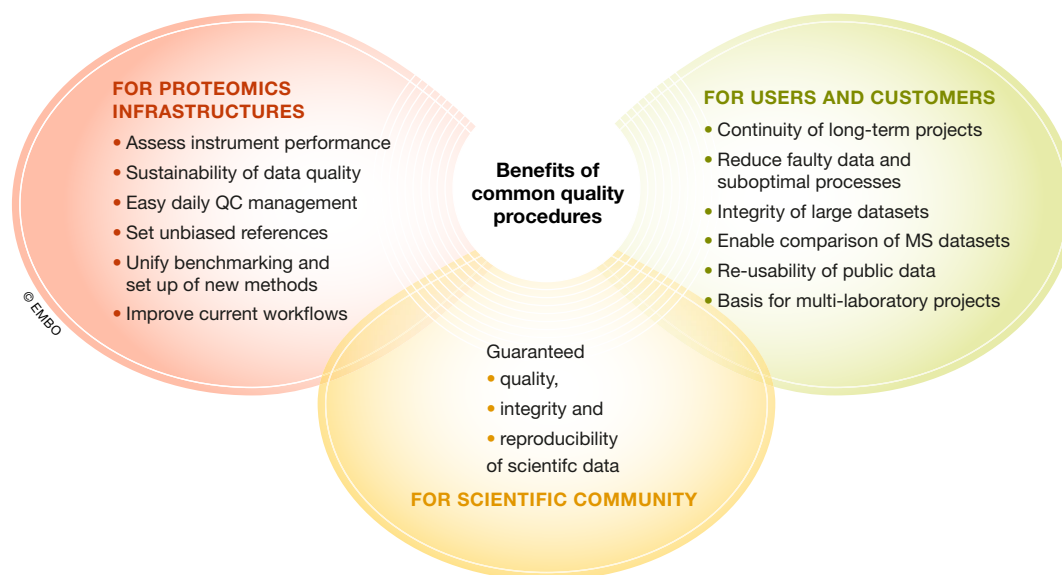 FOR PROTEOMICS
INFRASTRUCTURES
• Assess instrument performance
• Sustainability of data quality
• Easy daily QC management
• Set unbiased references
• Unify benchmarking and
set up of new methods
• Improve current workflows
© EMBO
Benefits of
common quality
procedures
FOR USERS AND CUSTOMERS
• Continuity of long-term projects
• Reduce faulty data and
suboptimal processes
• Integrity of large datasets
• Enable comparison of MS datasets
• Re-usability of public data
• Basis for multi-laboratory projects
Guaranteed
• quality,
• integrity and
• reproducibility
of scientifc data
FOR SCIENTIFIC COMMUNITY